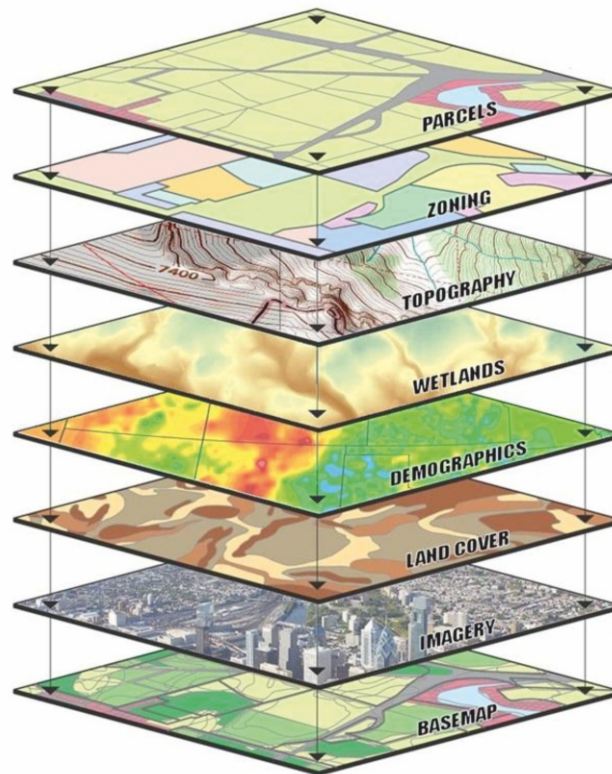 PARCELS
ZONING
7400
TOPOGRAPHY
WETLANDS
DEMOGRAPHICS
LAND COVER
IMAGERY
BASEMAP